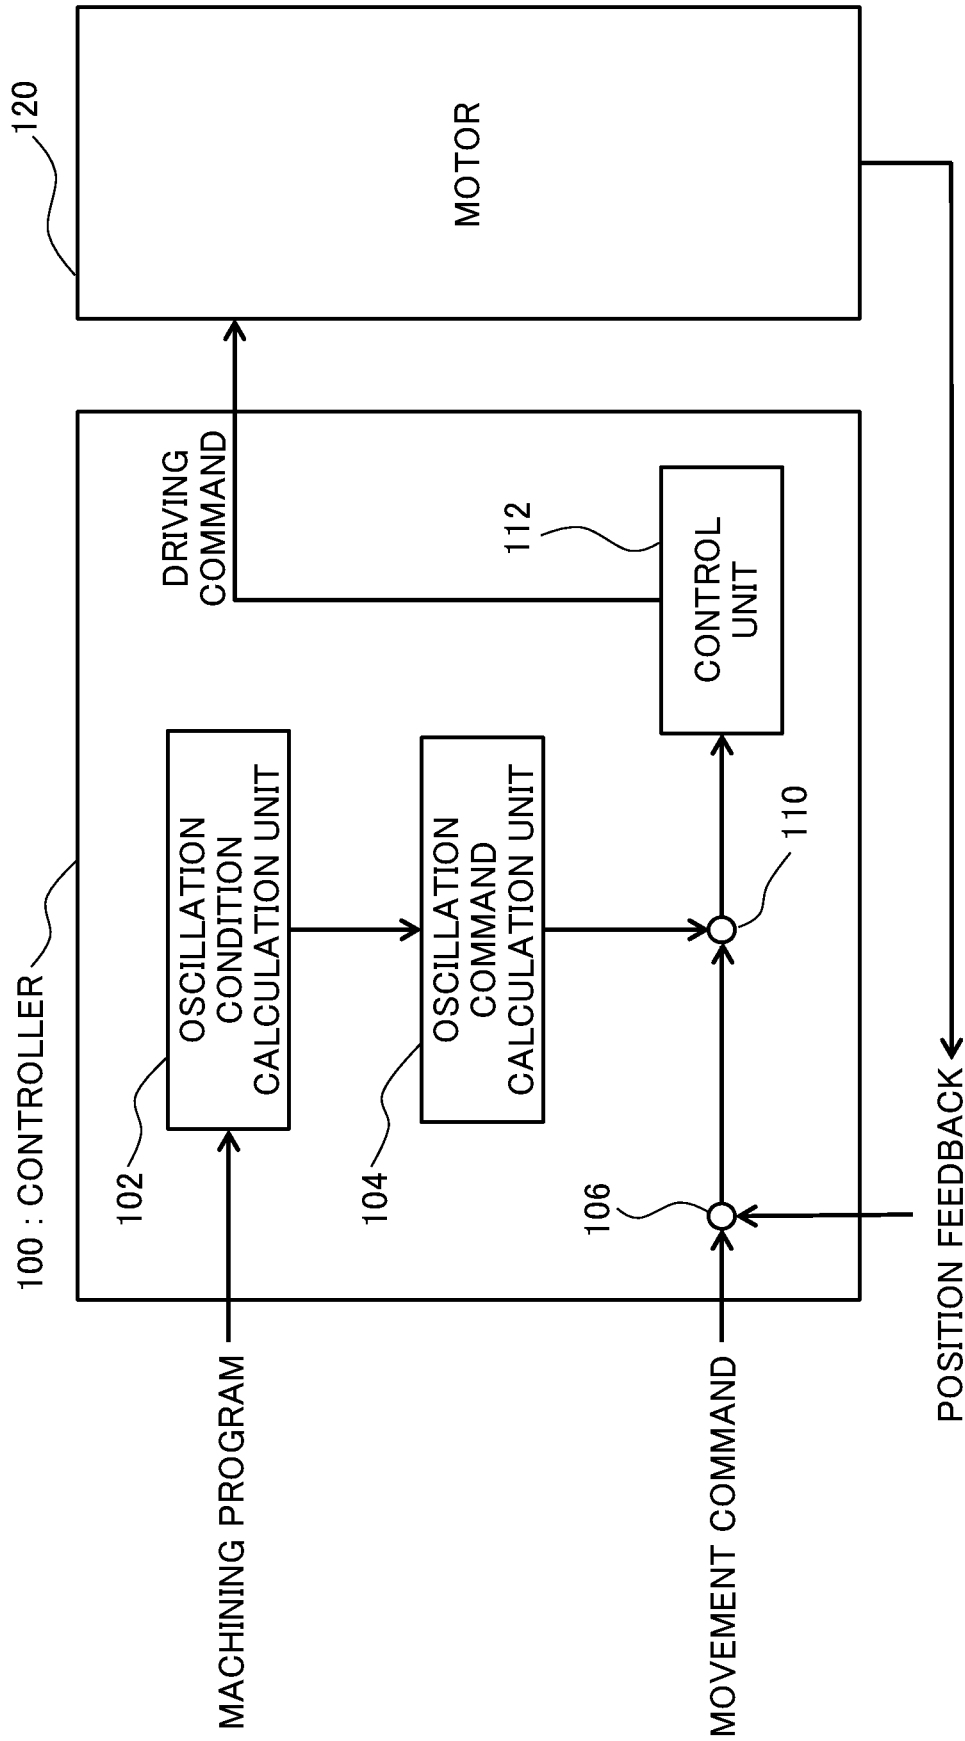 100 : CONTROLLER
120
MACHINING PROGRAM
102
OSCILLATION
CONDITION
CALCULATION UNIT
DRIVING
COMMAND
104
OSCILLATION
COMMAND
CALCULATION UNIT
MOTOR
112
106
MOVEMENT COMMAND
CONTROL
UNIT
110
POSITION FEEDBACK